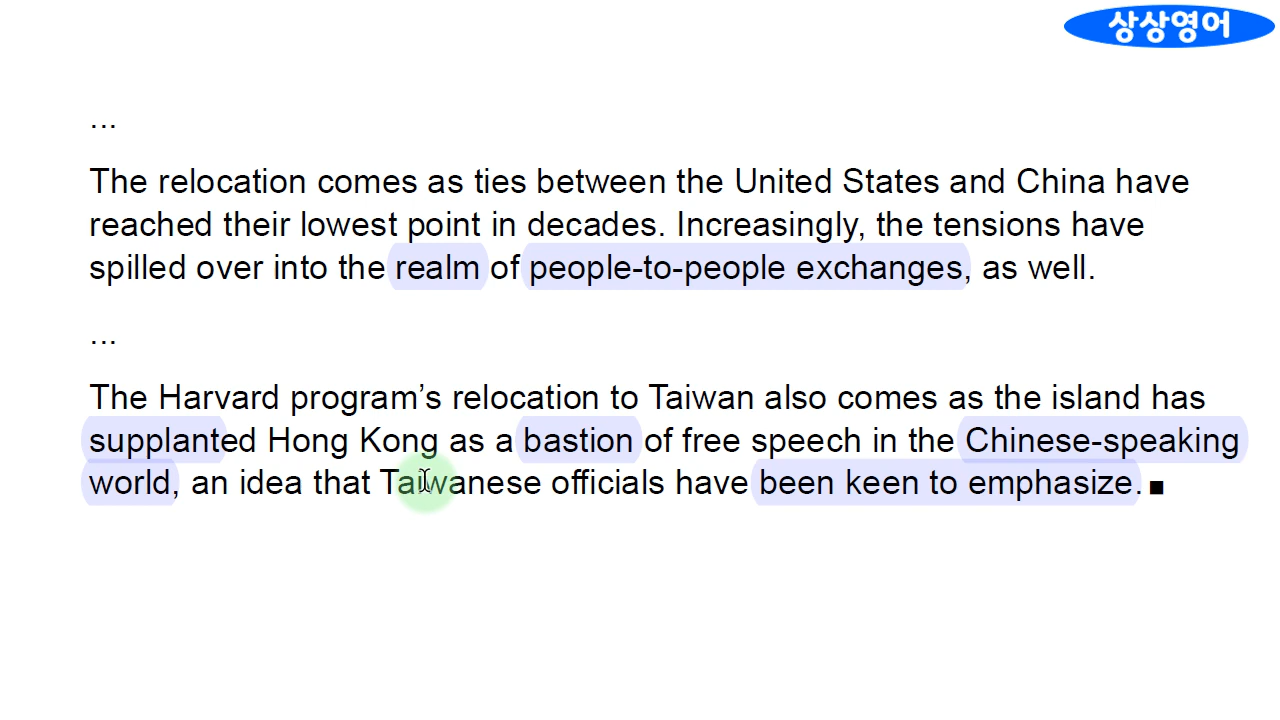 상상영어
...
The relocation comes as ties between the United States and China have
reached their lowest point in decades. Increasingly, the tensions have
spilled over into the realm of people-to-people exchanges, as well.
...
The Harvard program’s relocation to Taiwan also comes as the island has
supplanted Hong Kong as a bastion of free speech in the Chinese-speaking
world, an idea that Taiwanese officials have been keen to emphasize. ■